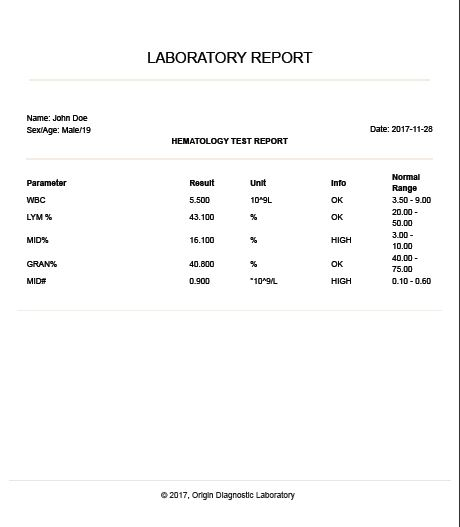 LABORATORY REPORT
Name: John Doe
Sex/Age: Male/19
Date: 2017-11-28
HEMATOLOGY TEST REPORT
Parameter Result Unit Info Normal Range
WBC 5.500 10^9L OK 3.50 - 9.00
LYM % 43.100 % OK 20.00 - 50.00
MID% 16.100 % HIGH 3.00 - 10.00
GRAN% 40.800 % OK 40.00 - 75.00
MID# 0.900 "10^9/L HIGH 0.10 - 0.60
© 2017, Origin Diagnostic Laboratory